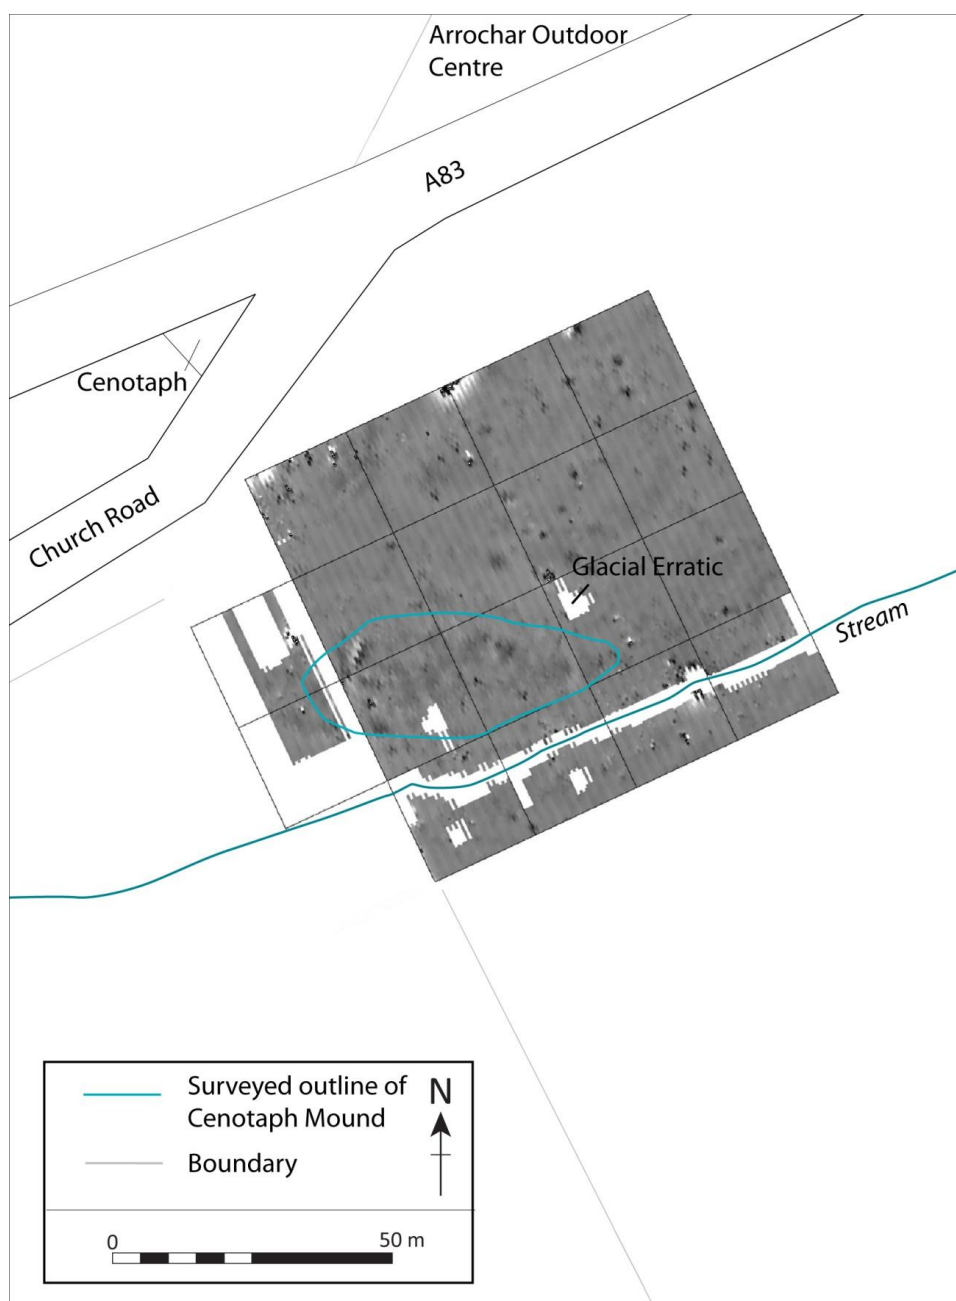 Arrochar Outdoor
Centre
A83
Cenotaph
Church Road
Glacial Erratic
Stream
Surveyed outline of
Cenotaph Mound
N
Boundary
0
50 m